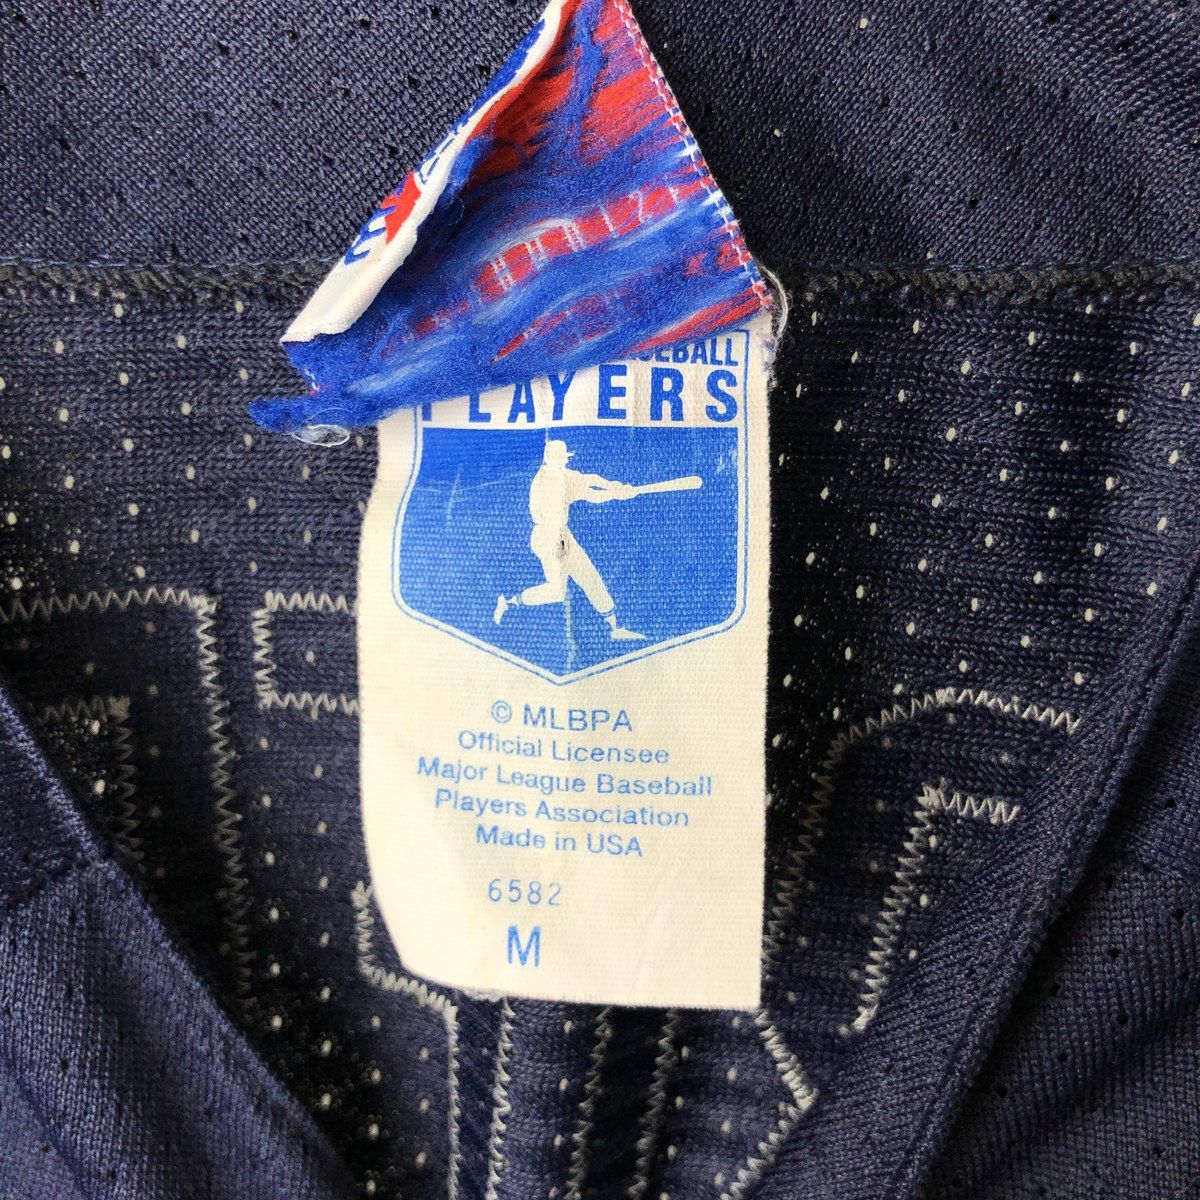 PLAYERS
© MLBPA
Official Licensee
Major League Baseball
Players Association
Made in USA
6582
M